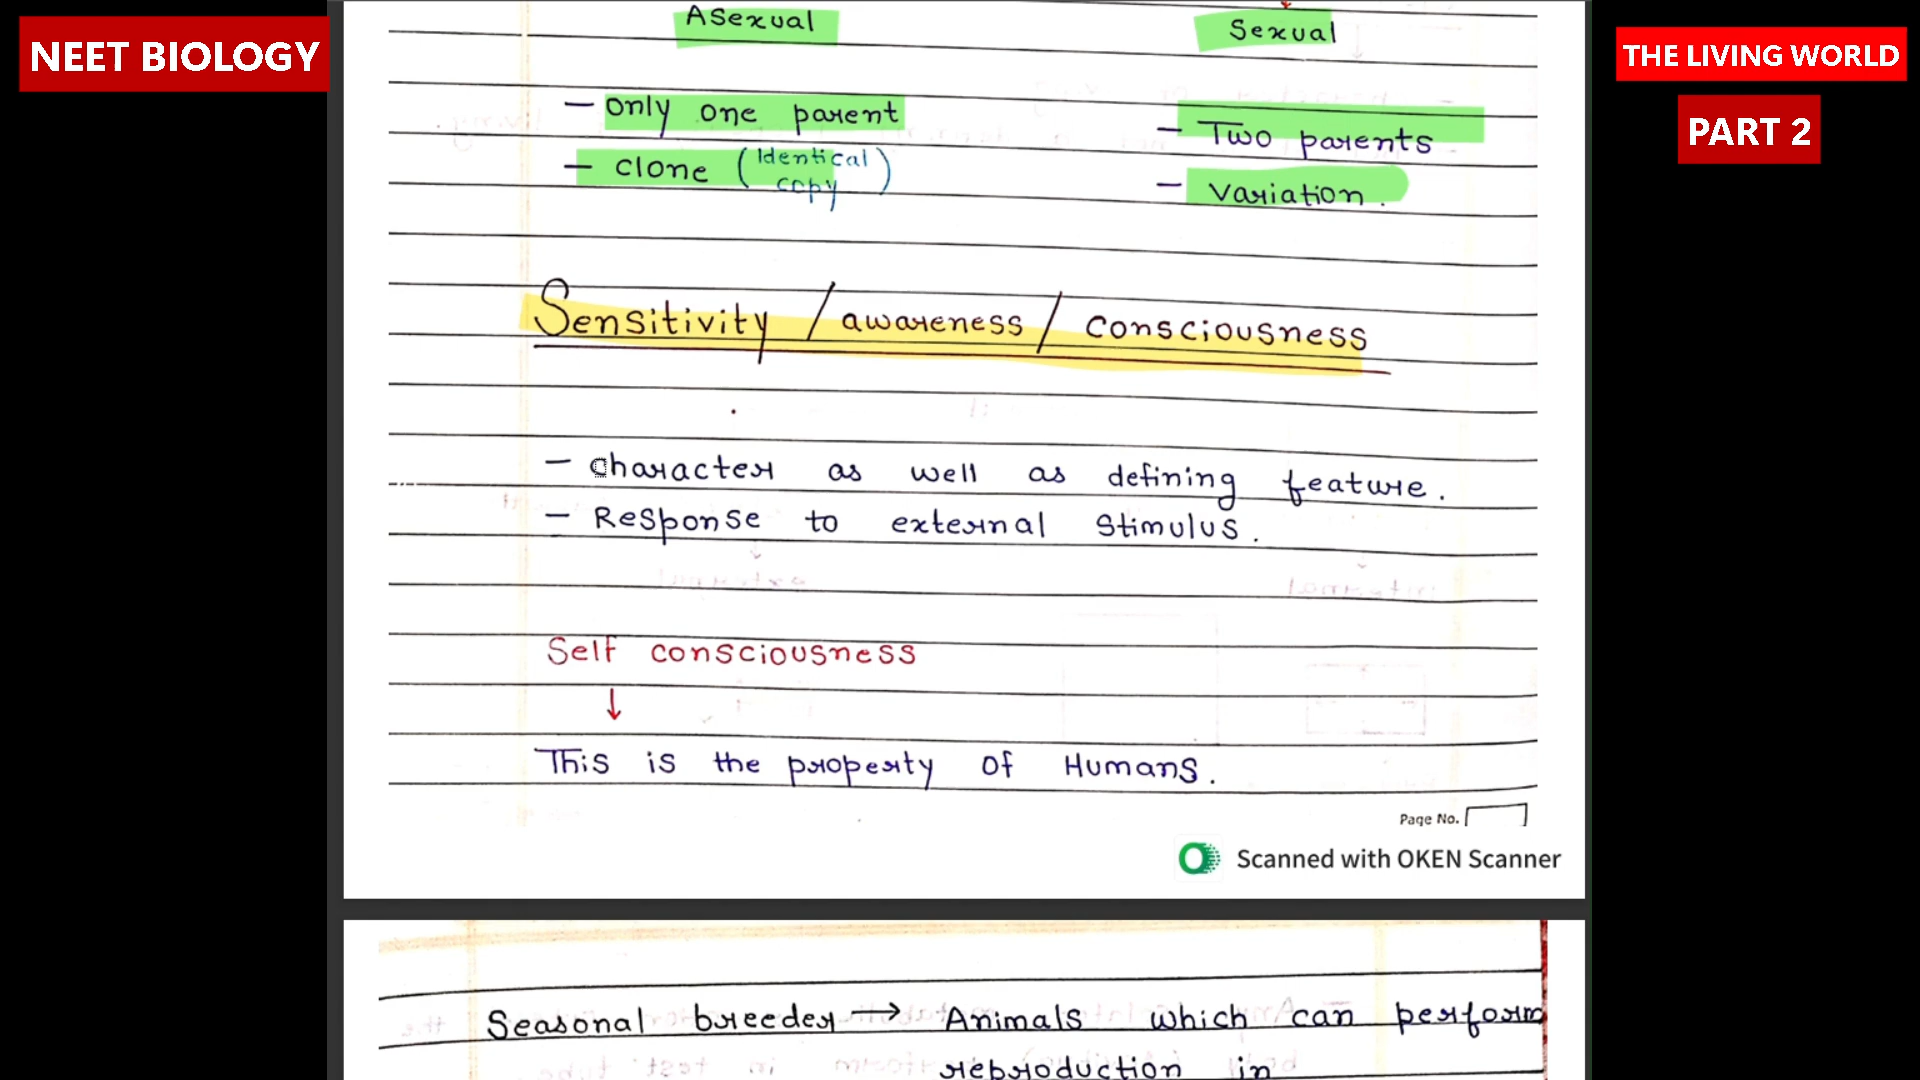 NEET BIOLOGY
THE LIVING WORLD
PART 2
Asexual
Sexual
- only one parent
- clone (Identical copy)
- Two parents
- Variation.
Sensitivity / awareness / Consciousness
- Character as well as defining feature.
- Response to external Stimulus.
Self consciousness
↓
This is the property of Humans.
Page No.
Scanned with OKEN Scanner
Seasonal breeder → Animals which can perform
reproduction in